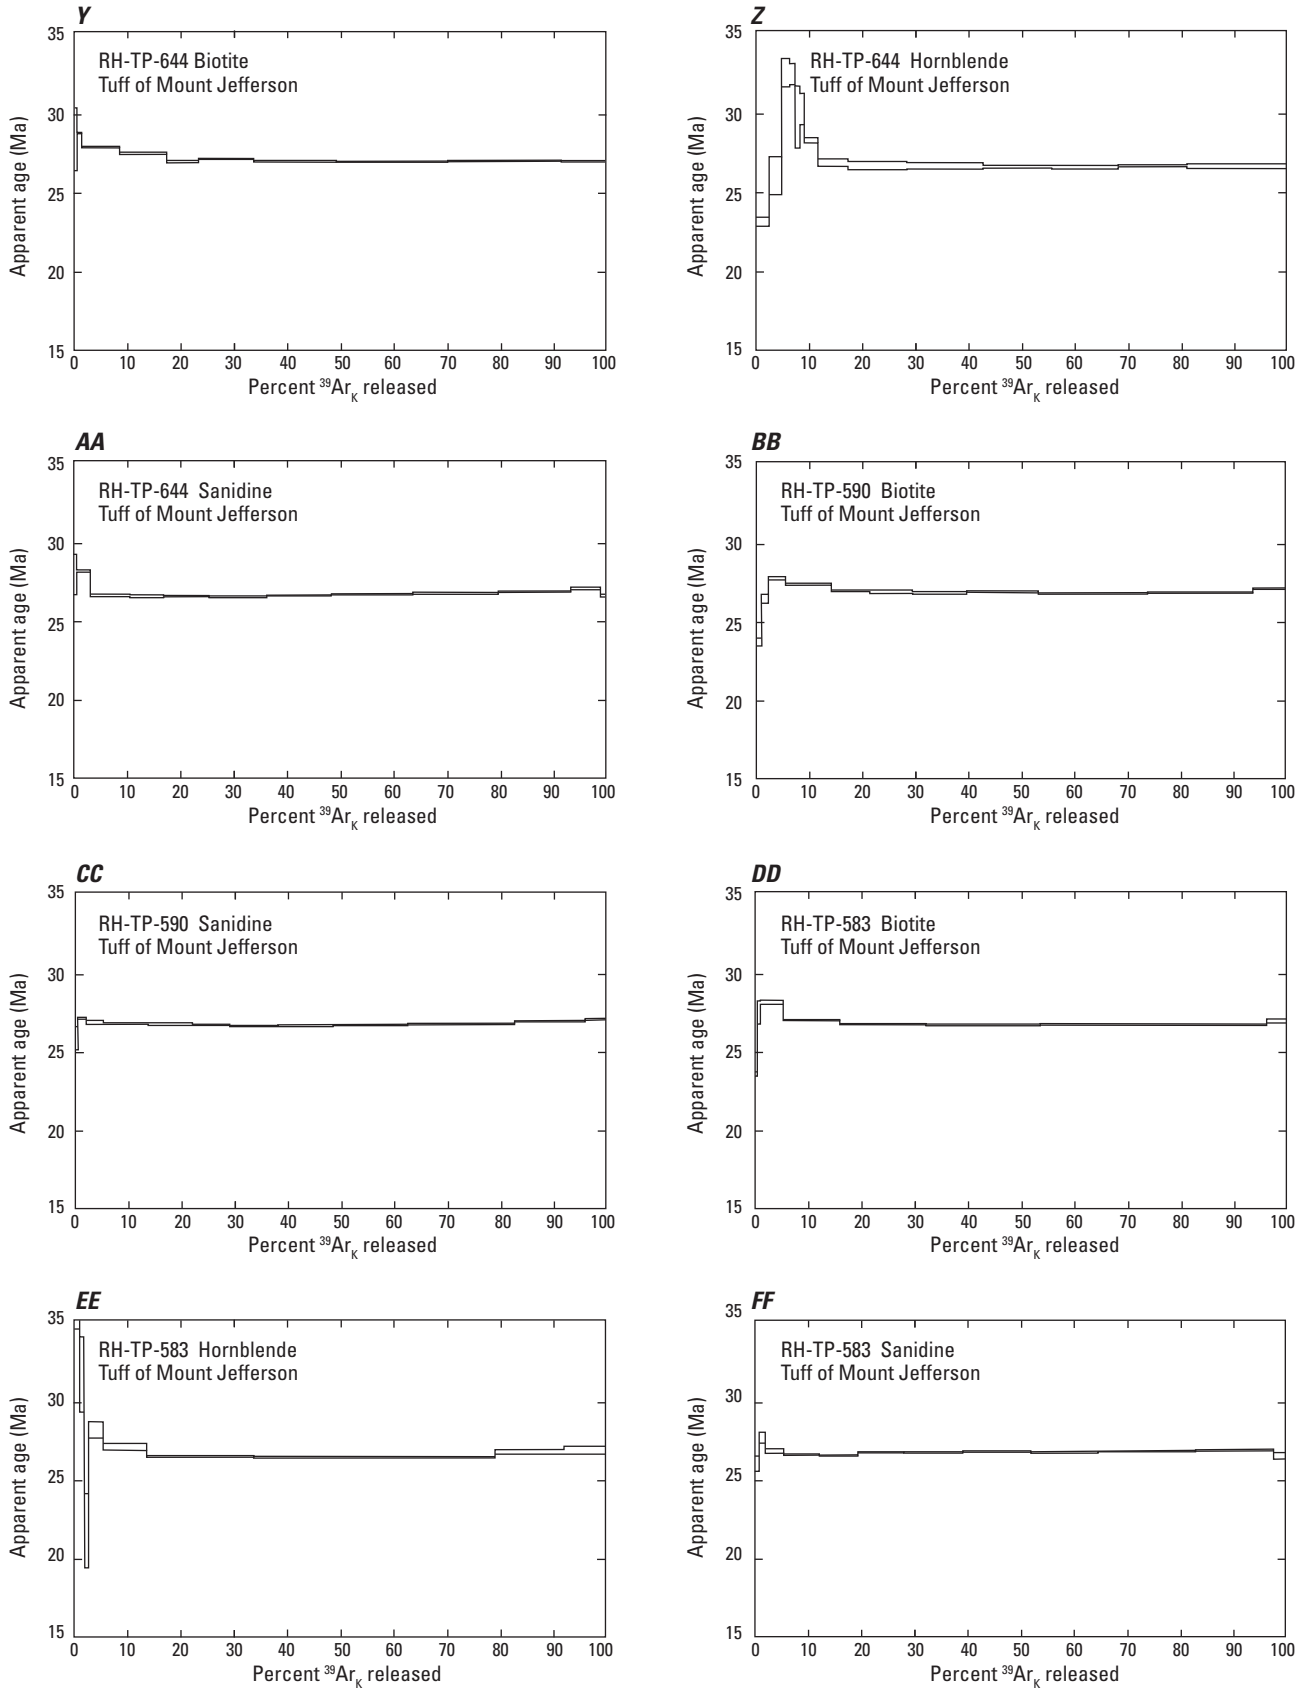 Y
35
30
25
20
15
Apparent age (Ma)
RH-TP-644 Biotite
Tuff of Mount Jefferson
0 10 20 30 40 50 60 70 80 90 100
Percent ³⁹Ar_K released
Z
35
30
25
20
15
Apparent age (Ma)
RH-TP-644 Hornblende
Tuff of Mount Jefferson
0 10 20 30 40 50 60 70 80 90 100
Percent ³⁹Ar_K released
AA
35
30
25
20
15
Apparent age (Ma)
RH-TP-644 Sanidine
Tuff of Mount Jefferson
0 10 20 30 40 50 60 70 80 90 100
Percent ³⁹Ar_K released
BB
35
30
25
20
15
Apparent age (Ma)
RH-TP-590 Biotite
Tuff of Mount Jefferson
0 10 20 30 40 50 60 70 80 90 100
Percent ³⁹Ar_K released
CC
35
30
25
20
15
Apparent age (Ma)
RH-TP-590 Sanidine
Tuff of Mount Jefferson
0 10 20 30 40 50 60 70 80 90 100
Percent ³⁹Ar_K released
DD
35
30
25
20
15
Apparent age (Ma)
RH-TP-583 Biotite
Tuff of Mount Jefferson
0 10 20 30 40 50 60 70 80 90 100
Percent ³⁹Ar_K released
EE
35
30
25
20
15
Apparent age (Ma)
RH-TP-583 Hornblende
Tuff of Mount Jefferson
0 10 20 30 40 50 60 70 80 90 100
Percent ³⁹Ar_K released
FF
35
30
25
20
15
Apparent age (Ma)
RH-TP-583 Sanidine
Tuff of Mount Jefferson
0 10 20 30 40 50 60 70 80 90 100
Percent ³⁹Ar_K released